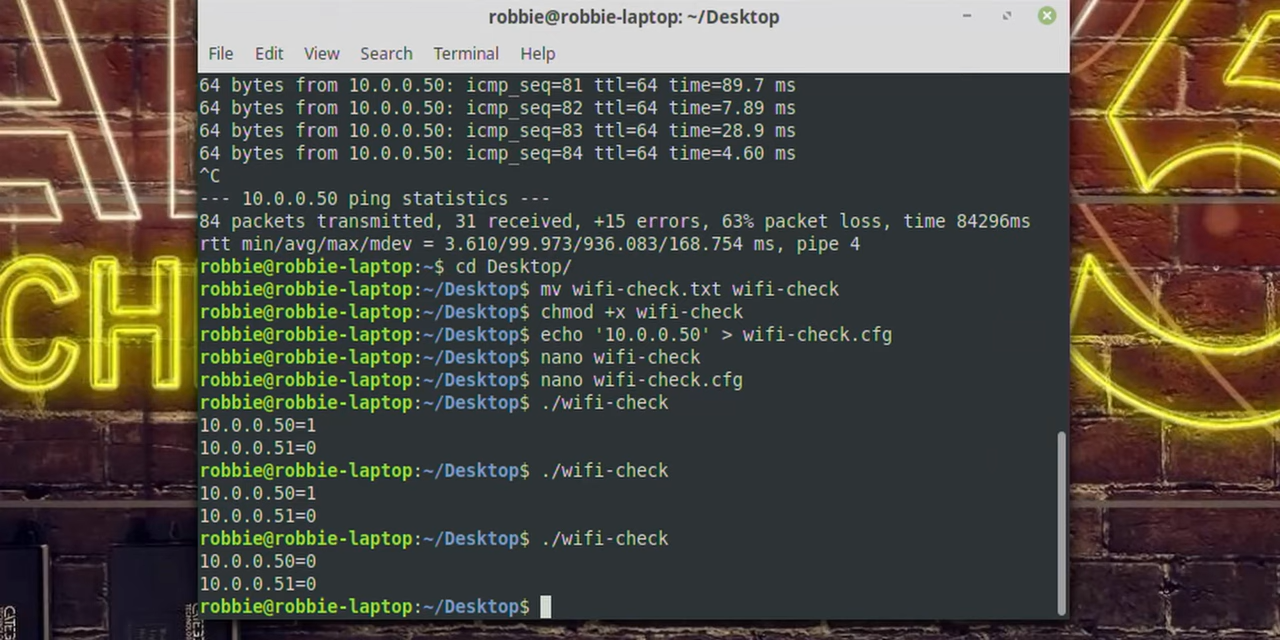 robbie@robbie-laptop: ~/Desktop
File Edit View Search Terminal Help
64 bytes from 10.0.0.50: icmp_seq=81 ttl=64 time=89.7 ms
64 bytes from 10.0.0.50: icmp_seq=82 ttl=64 time=7.89 ms
64 bytes from 10.0.0.50: icmp_seq=83 ttl=64 time=28.9 ms
64 bytes from 10.0.0.50: icmp_seq=84 ttl=64 time=4.60 ms
^C
--- 10.0.0.50 ping statistics ---
84 packets transmitted, 31 received, +15 errors, 63% packet loss, time 84296ms
rtt min/avg/max/mdev = 3.610/99.973/936.083/168.754 ms, pipe 4
robbie@robbie-laptop:~$ cd Desktop/
robbie@robbie-laptop:~/Desktop$ mv wifi-check.txt wifi-check
robbie@robbie-laptop:~/Desktop$ chmod +x wifi-check
robbie@robbie-laptop:~/Desktop$ echo '10.0.0.50' > wifi-check.cfg
robbie@robbie-laptop:~/Desktop$ nano wifi-check
robbie@robbie-laptop:~/Desktop$ nano wifi-check.cfg
robbie@robbie-laptop:~/Desktop$ ./wifi-check
10.0.0.50=1
10.0.0.51=0
robbie@robbie-laptop:~/Desktop$ ./wifi-check
10.0.0.50=1
10.0.0.51=0
robbie@robbie-laptop:~/Desktop$ ./wifi-check
10.0.0.50=0
10.0.0.51=0
robbie@robbie-laptop:~/Desktop$
CH
5